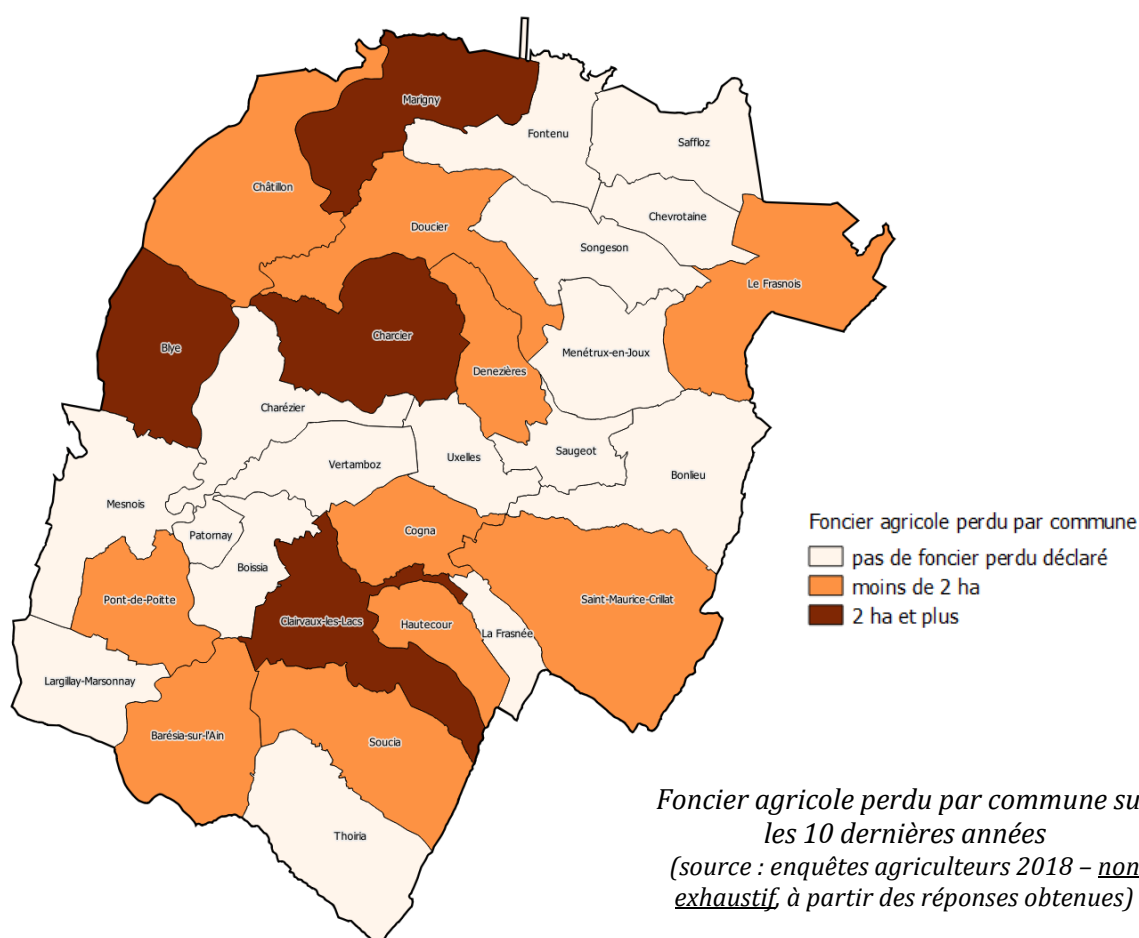 Marigny
Fontenu
Saffloz
Châtillon
Chevrotaine
Doucier
Songeson
Le Frasnois
Blye
Charcier
Menétrux-en-Joux
Denezières
Charézier
Vertamboz
Uxelles
Saugeot
Bonlieu
Mesnois
Patornay
Cogna
Boissia
Pont-de-Poitte
Clairvaux-les-Lacs
Hautecour
La Frasnée
Saint-Maurice-Crillat
Largillay-Marsonnay
Barésia-sur-l'Ain
Soucia
Thoiria
Foncier agricole perdu par commune
pas de foncier perdu déclaré
moins de 2 ha
2 ha et plus
Foncier agricole perdu par commune su
les 10 dernières années
(source : enquêtes agriculteurs 2018 – non
exhaustif, à partir des réponses obtenues)